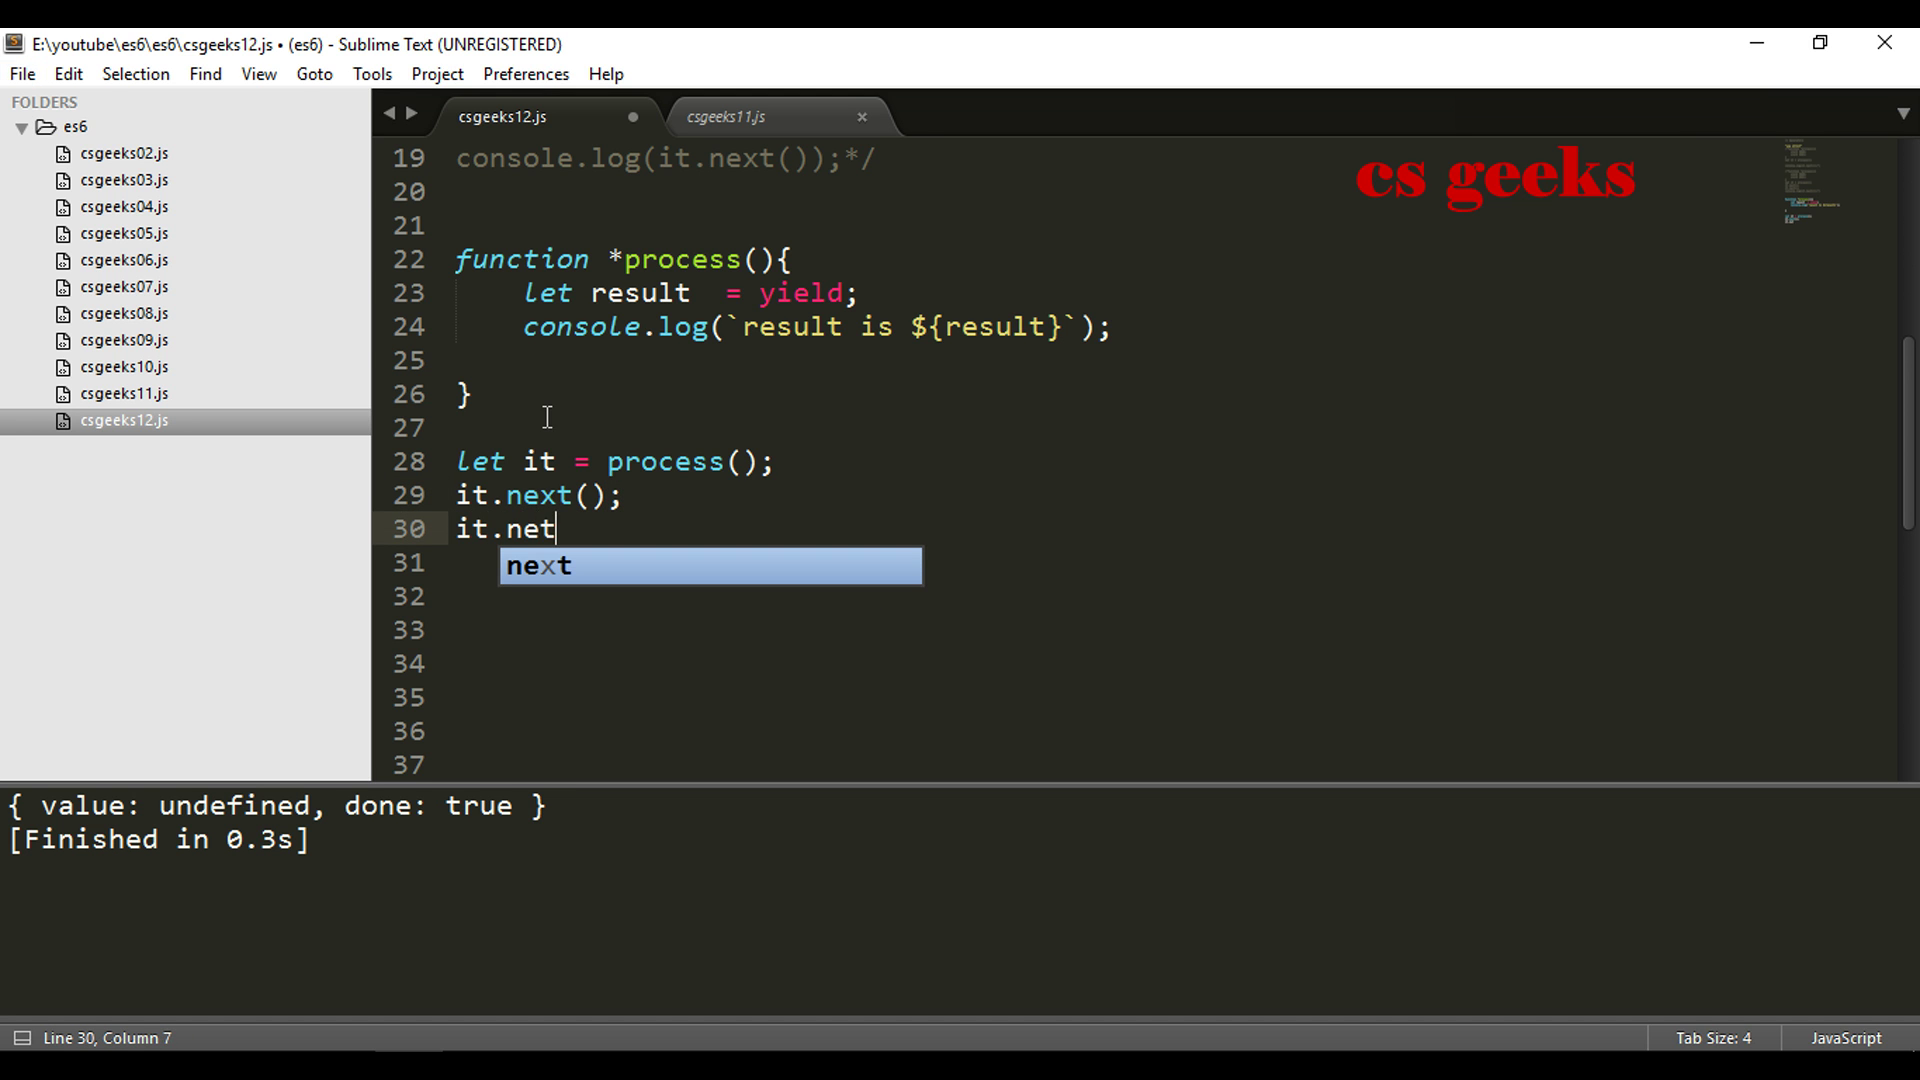 E:\youtube\es6\es6\csgeeks12.js • (es6) - Sublime Text (UNREGISTERED)
File Edit Selection Find View Goto Tools Project Preferences Help
FOLDERS
es6
csgeeks02.js
csgeeks03.js
csgeeks04.js
csgeeks05.js
csgeeks06.js
csgeeks07.js
csgeeks08.js
csgeeks09.js
csgeeks10.js
csgeeks11.js
csgeeks12.js
csgeeks12.js csgeeks11.js
cs geeks
19 console.log(it.next());*/
20
21
22 function *process(){
23     let result  = yield;
24     console.log(`result is ${result}`);
25
26 }
27
28 let it = process();
29 it.next();
30 it.net
next
31
32
33
34
35
36
37
{ value: undefined, done: true }
[Finished in 0.3s]
Line 30, Column 7 Tab Size: 4 JavaScript